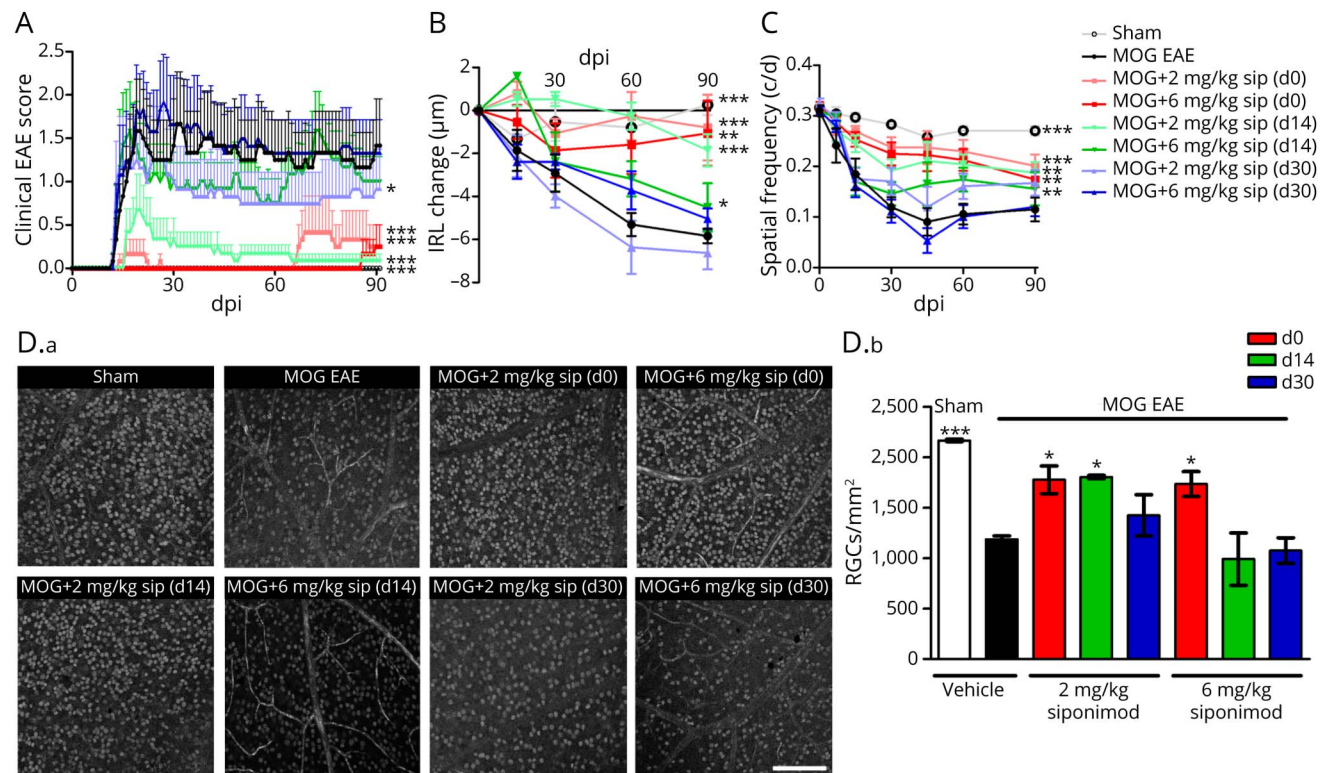 A
Clinical EAE score
2.5
2.0
1.5
1.0
0.5
0.0
0 30 60 90
dpi
*
***
***
***
***
B
dpi
30 60 90
IRL change (µm)
2
0
−2
−4
−6
−8
***
***
**
***
*
C
Spatial frequency (c/d)
0.4
0.3
0.2
0.1
0.0
0 30 60 90
dpi
***
***
**
**
**
Sham
MOG EAE
MOG+2 mg/kg sip (d0)
MOG+6 mg/kg sip (d0)
MOG+2 mg/kg sip (d14)
MOG+6 mg/kg sip (d14)
MOG+2 mg/kg sip (d30)
MOG+6 mg/kg sip (d30)
D.a
Sham
MOG EAE
MOG+2 mg/kg sip (d0)
MOG+6 mg/kg sip (d0)
MOG+2 mg/kg sip (d14)
MOG+6 mg/kg sip (d14)
MOG+2 mg/kg sip (d30)
MOG+6 mg/kg sip (d30)
D.b
d0
d14
d30
Sham
MOG EAE
RGCs/mm²
2,500
2,500
1,500
1,000
500
0
***
* * *
Vehicle
2 mg/kg
siponimod
6 mg/kg
siponimod